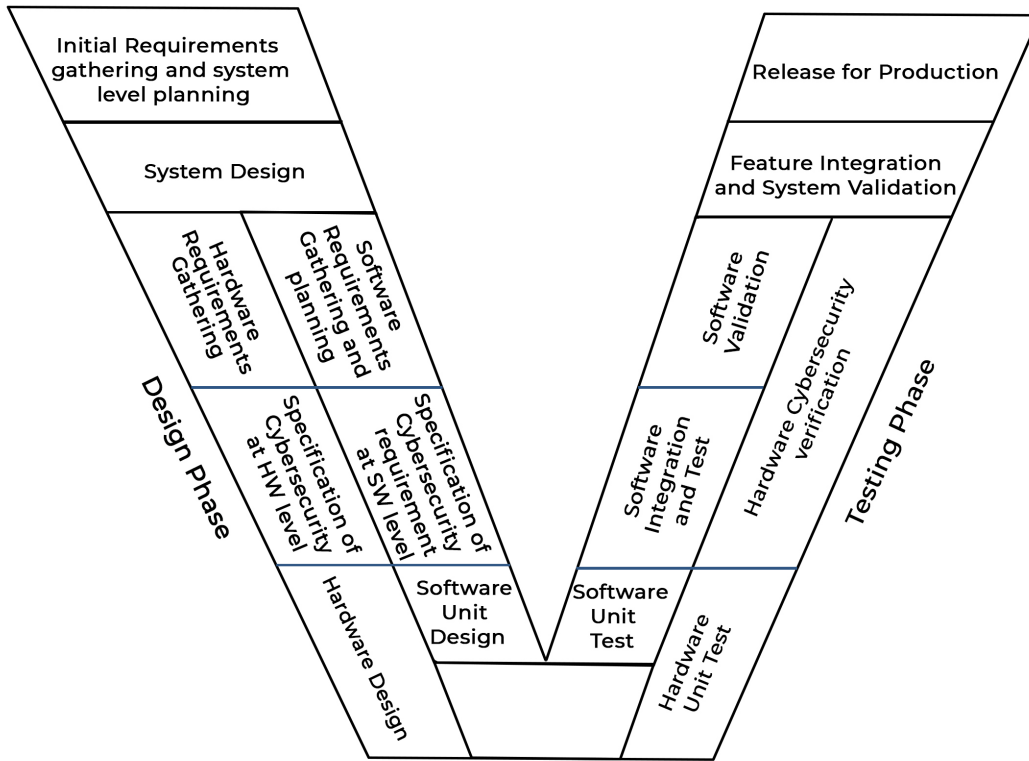 Initial Requirements
gathering and system
level planning
System Design
Hardware
Requirements
Gathering
Software
Requirements
Gathering and
planning
Specification of
Cybersecurity
at HW level
Specification of
Cybersecurity
requirement
at SW level
Hardware Design
Software
Unit
Design
Design Phase
Release for Production
Feature Integration
and System Validation
Software
Validation
Hardware Cybersecurity
verification
Software
Integration
and Test
Software
Unit
Test
Hardware
Unit Test
Testing Phase